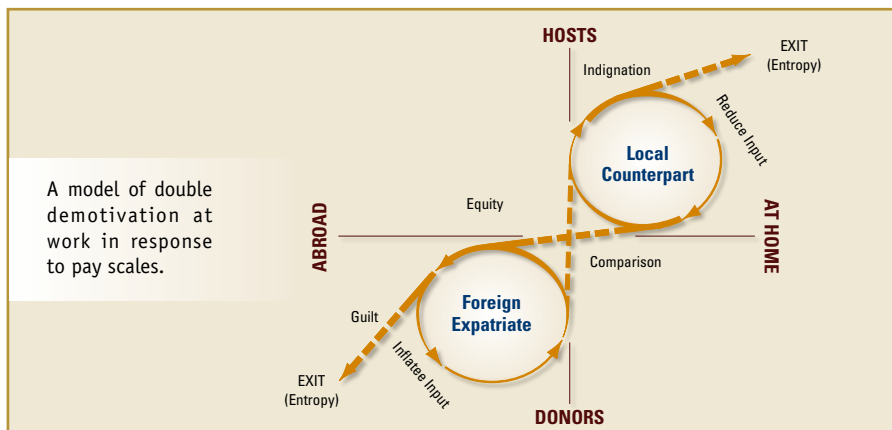 HOSTS
EXIT
(Entropy)
Indignation
Reduce Input
Local
Counterpart
A model of double
demotivation at
work in response
to pay scales.
Equity
ABROAD
AT HOME
Comparison
Foreign
Expatriate
Guilt
Inflatee Input
EXIT
(Entropy)
DONORS